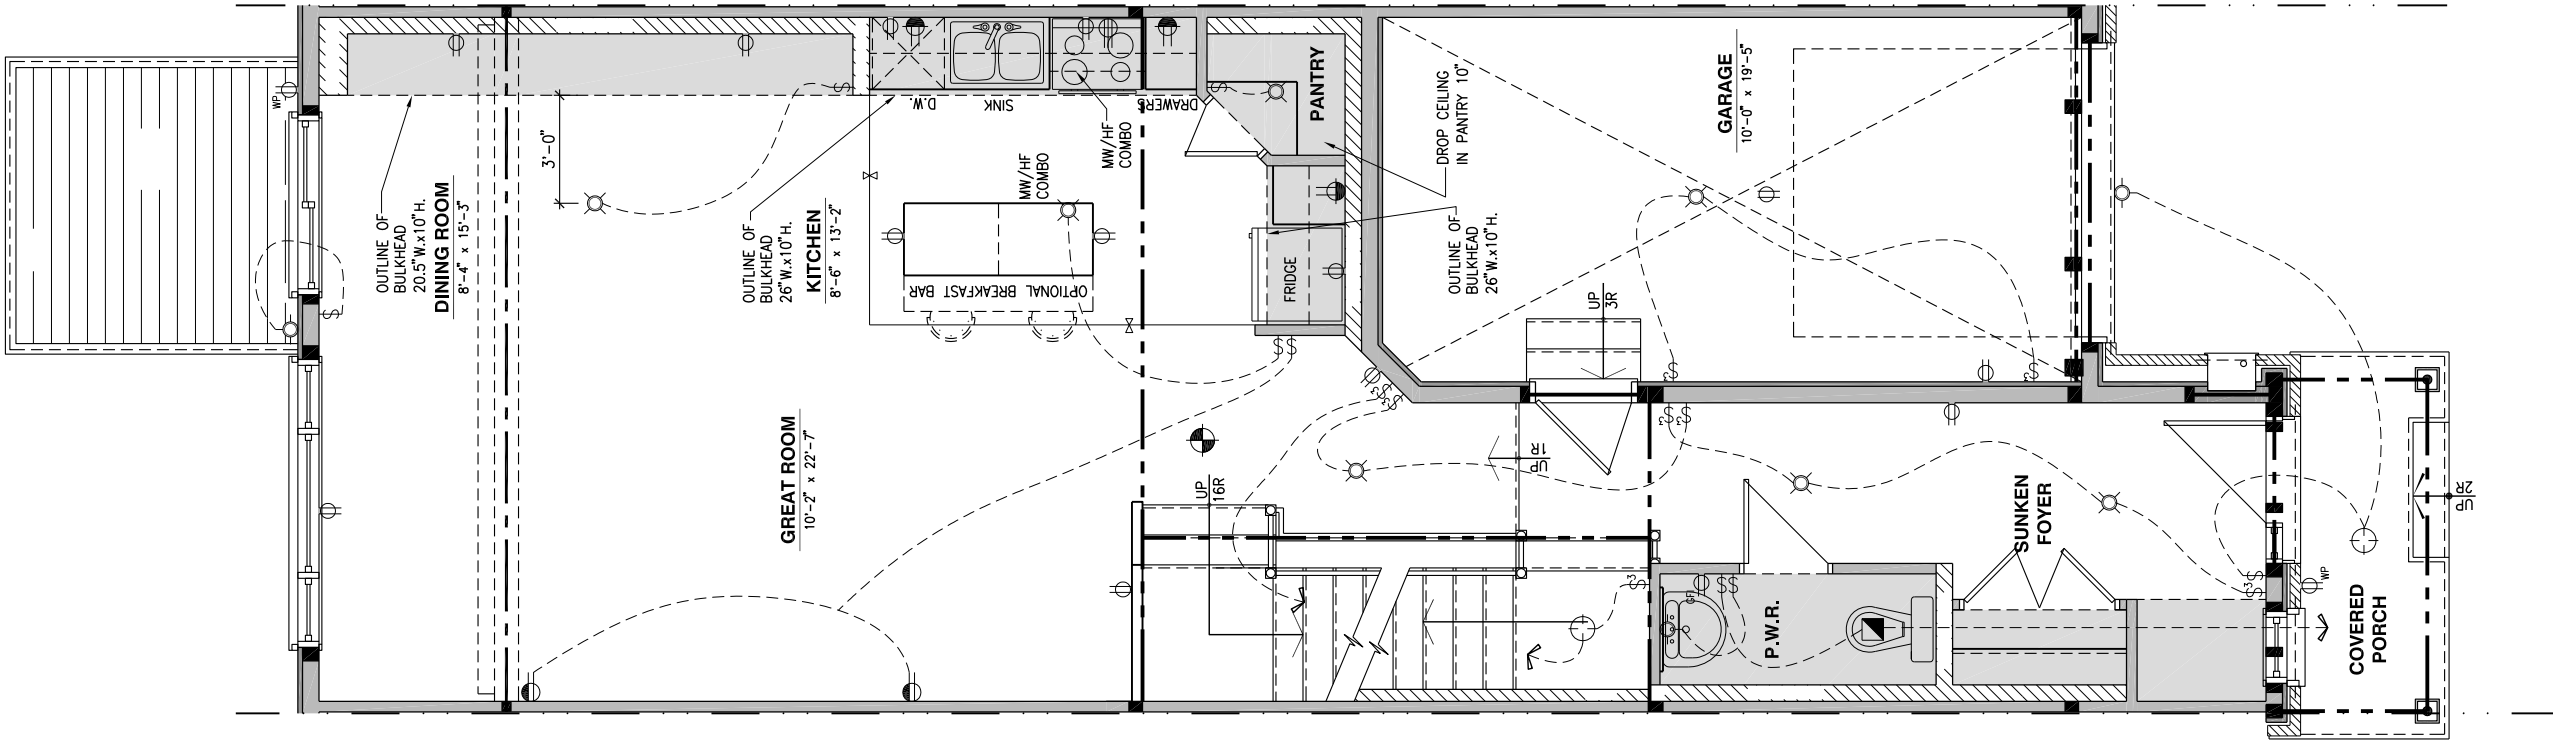 WP
OUTLINE OF
BULKHEAD
20.5"W.x10"H.
DINING ROOM
8'-4" x 15'-3"
3'-0"
OUTLINE OF
BULKHEAD
26"W.x10"H.
KITCHEN
8'-6" x 13'-2"
D.W.
SINK
DRAWERS
MW/HF
COMBO
MW/HF
COMBO
OPTIONAL BREAKFAST BAR
PANTRY
FRIDGE
DROP CEILING
IN PANTRY 10"
OUTLINE OF
BULKHEAD
26"W.x10"H.
GARAGE
10'-0" x 19'-5"
UP
3R
GREAT ROOM
10'-2" x 22'-7"
UP
16R
UP
1R
GFI
P.W.R.
SUNKEN
FOYER
WP
COVERED
PORCH
UP
2R